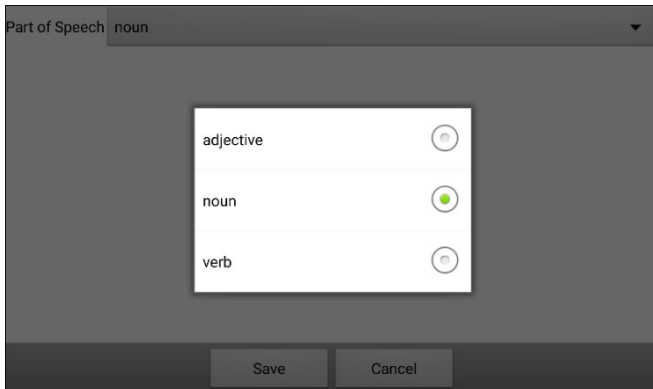 Part of Speech noun
adjective
noun
verb
Save Cancel